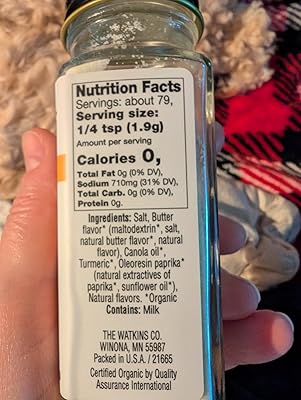 Nutrition Facts
Servings: about 79,
Serving size:
1/4 tsp (1.9g)
Amount per serving
Calories 0,
Total Fat 0g (0% DV),
Sodium 710mg (31% DV),
Total Carb. 0g (0% DV),
Protein 0g.
Ingredients: Salt, Butter
flavor* (maltodextrin*, salt,
natural butter flavor*, natural
flavor), Canola oil*,
Turmeric*, Oleoresin paprika*
(natural extractives of
paprika*, sunflower oil*),
Natural flavors. *Organic
Contains: Milk
THE WATKINS CO.
WINONA, MN 55987
Packed in U.S.A. / 21665
Certified Organic by Quality
Assurance International